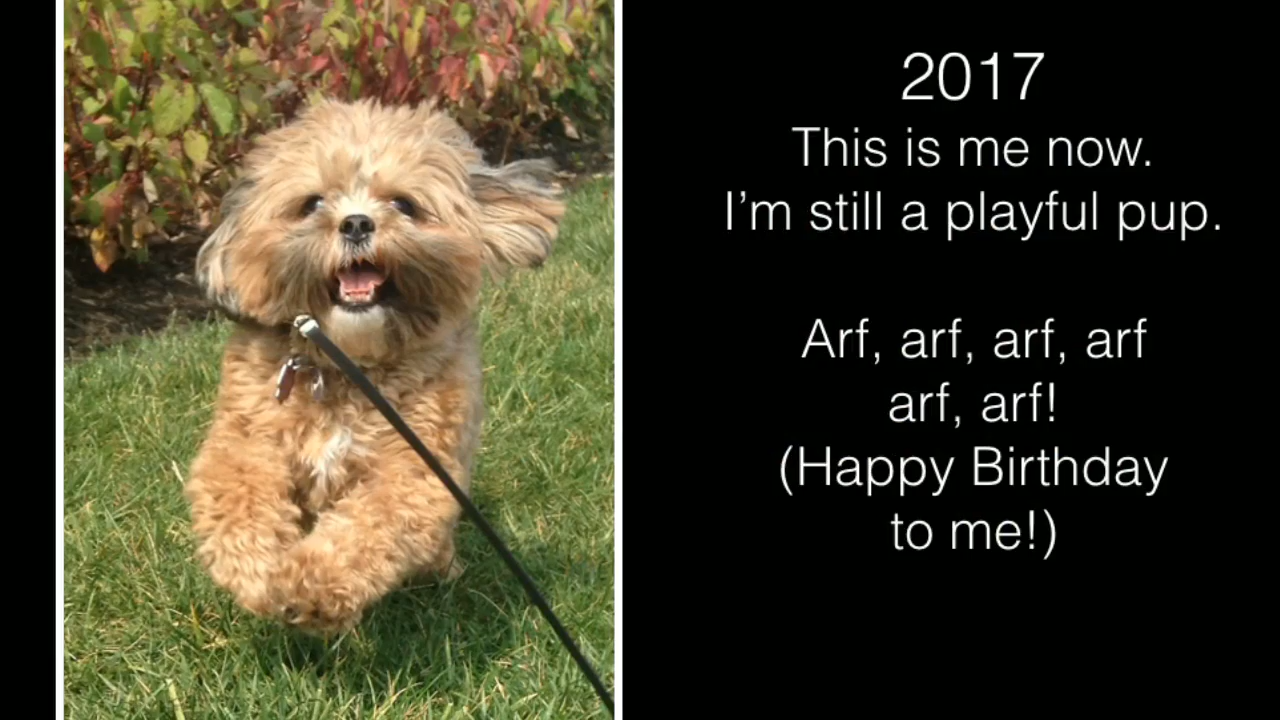 2017
This is me now.
I'm still a playful pup.
Arf, arf, arf, arf
arf, arf!
(Happy Birthday
to me!)